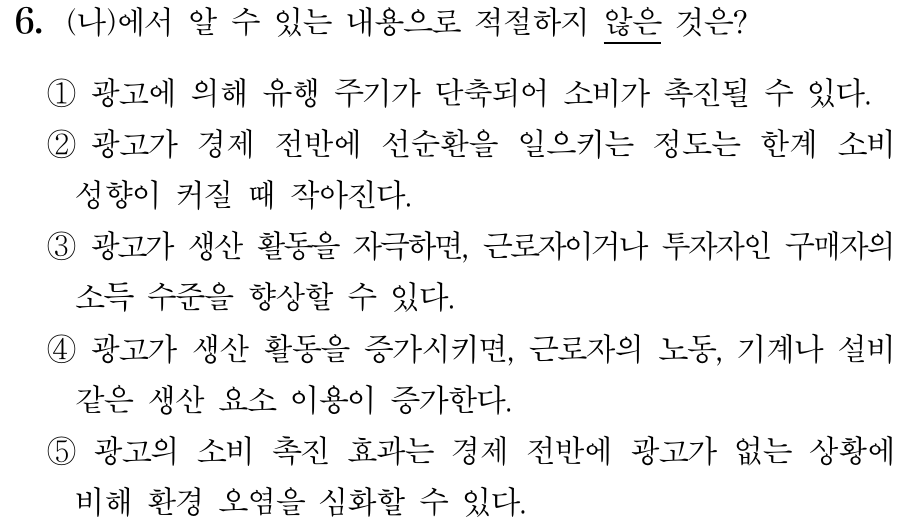 6. (나)에서 알 수 있는 내용으로 적절하지 않은 것은?
① 광고에 의해 유행 주기가 단축되어 소비가 촉진될 수 있다.
② 광고가 경제 전반에 선순환을 일으키는 정도는 한계 소비
성향이 커질 때 작아진다.
③ 광고가 생산 활동을 자극하면, 근로자이거나 투자자인 구매자의
소득 수준을 향상할 수 있다.
④ 광고가 생산 활동을 증가시키면, 근로자의 노동, 기계나 설비
같은 생산 요소 이용이 증가한다.
⑤ 광고의 소비 촉진 효과는 경제 전반에 광고가 없는 상황에
비해 환경 오염을 심화할 수 있다.